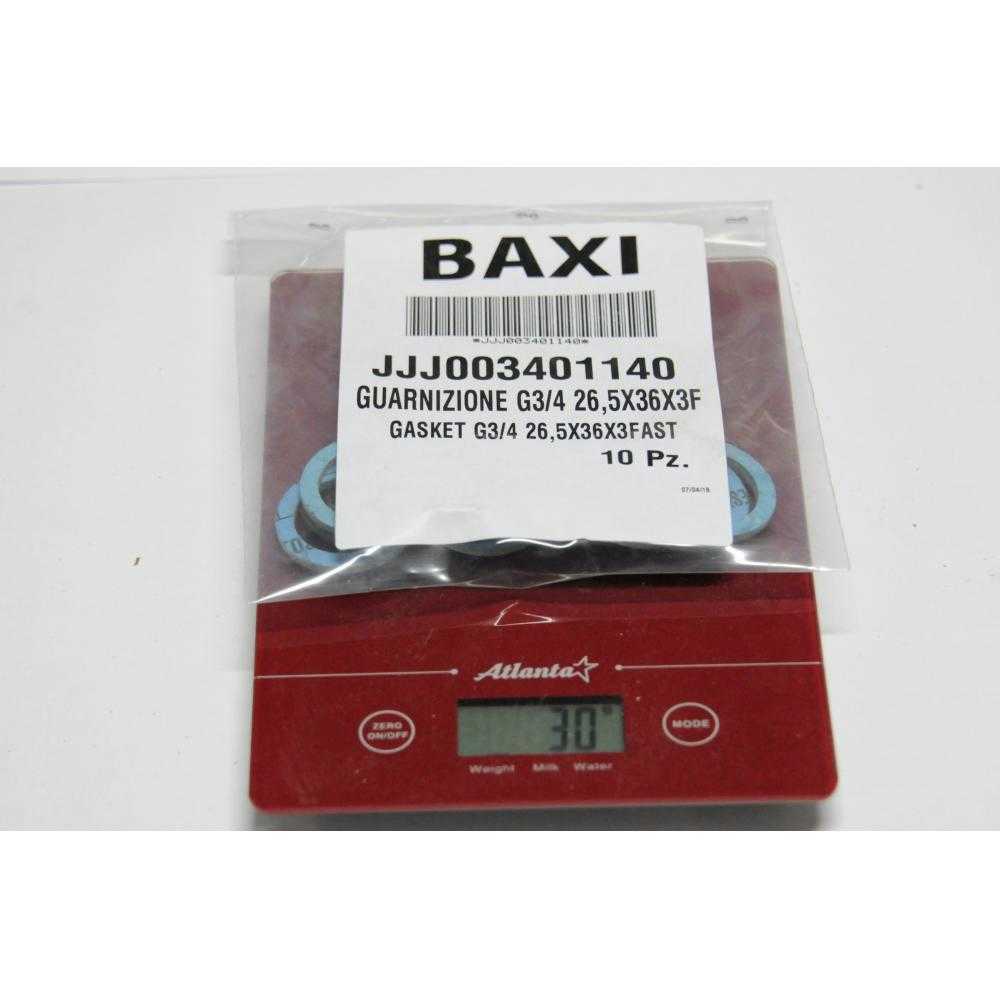 BAXI
*JJJ003401140*
JJJ003401140
GUARNIZIONE G3/4 26,5X36X3F
GASKET G3/4 26,5X36X3FAST
10 Pz.
07/04/15
Atlanta
ZERO
ON/OFF
30
MODE
Weight Milk Water